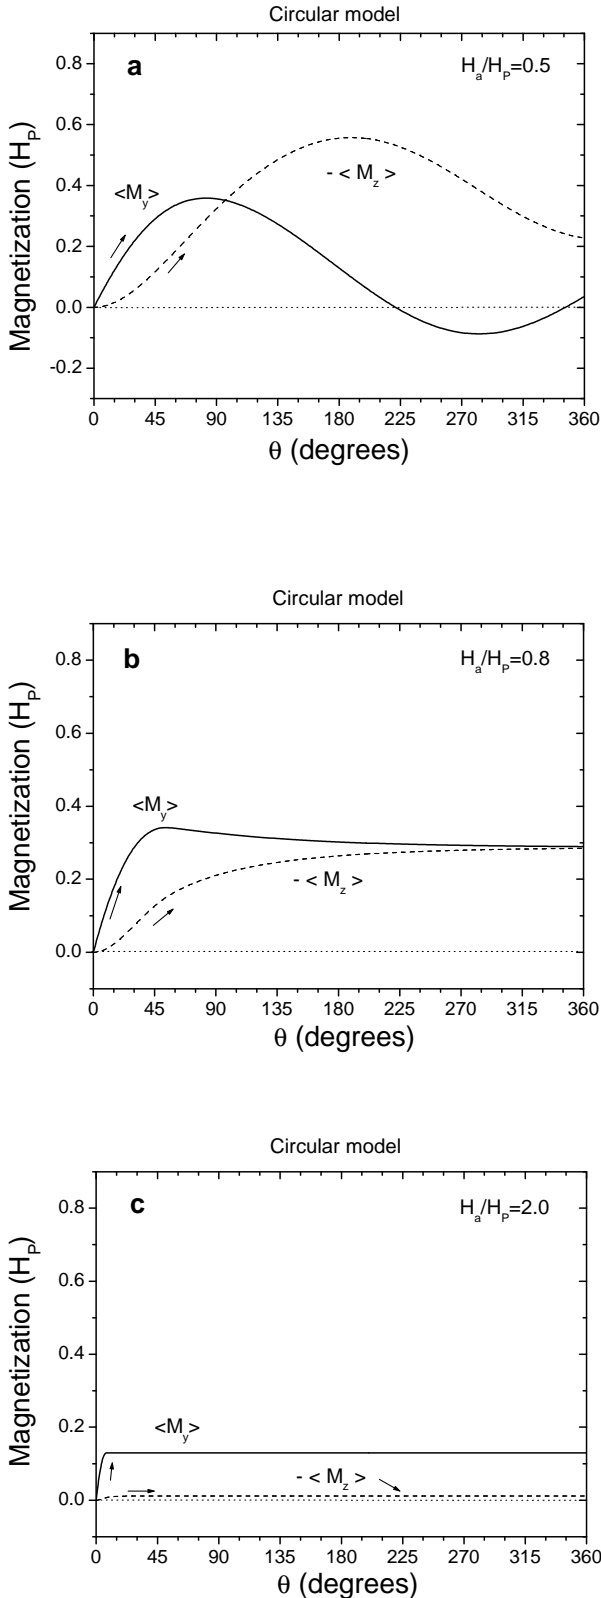 Circular model
a
H_a/H_P=0.5
0.8
0.6
0.4
0.2
0.0
-0.2
Magnetization (H_P)
<M_y>
- < M_z >
0 45 90 135 180 225 270 315 360
θ (degrees)
Circular model
b
H_a/H_P=0.8
0.8
0.6
0.4
0.2
0.0
Magnetization (H_P)
<M_y>
- < M_z >
0 45 90 135 180 225 270 315 360
θ (degrees)
Circular model
c
H_a/H_P=2.0
0.8
0.6
0.4
0.2
0.0
Magnetization (H_P)
<M_y>
- < M_z >
0 45 90 135 180 225 270 315 360
θ (degrees)